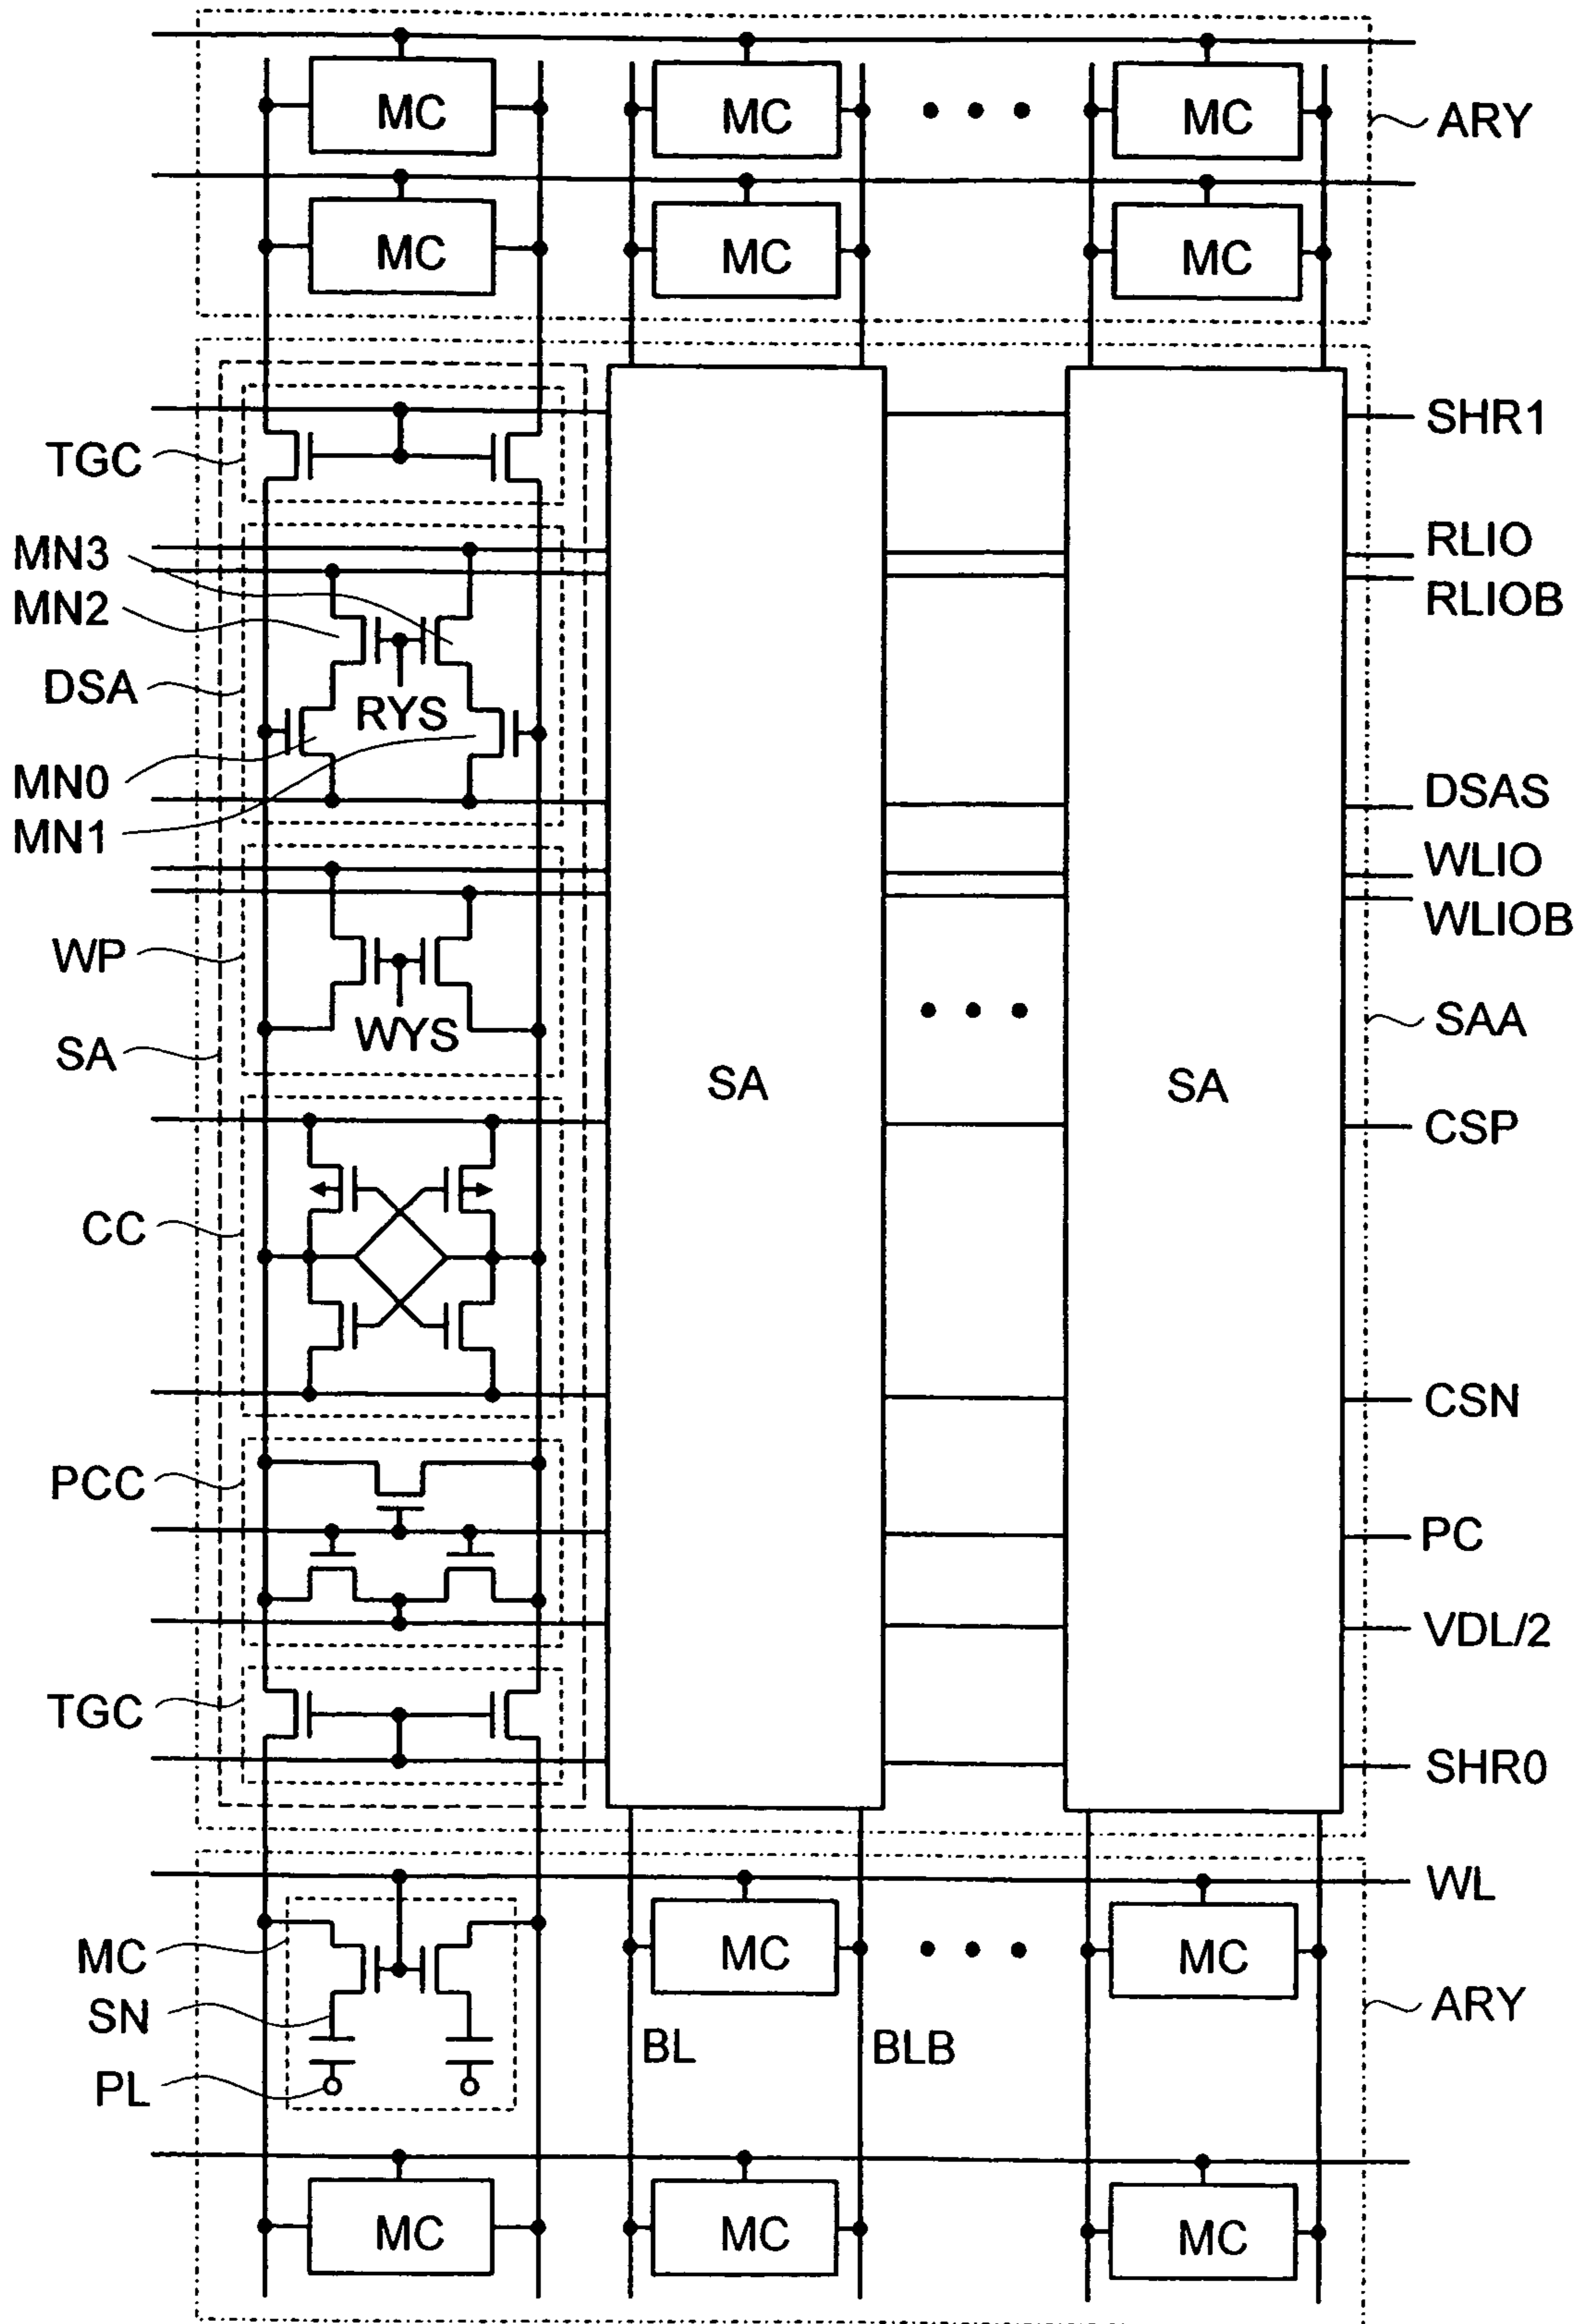 MC MC MC ARY
MC MC MC
SHR1
TGC
RLIO
MN3
RLIOB
MN2
DSA
RYS
MN0
DSAS
MN1
WLIO
WLIOB
WP
WYS
SAA
SA
SA SA
CSP
CC
CSN
PCC
PC
VDL/2
TGC
SHR0
WL
MC MC MC
ARY
SN
BL BLB
PL
MC MC MC